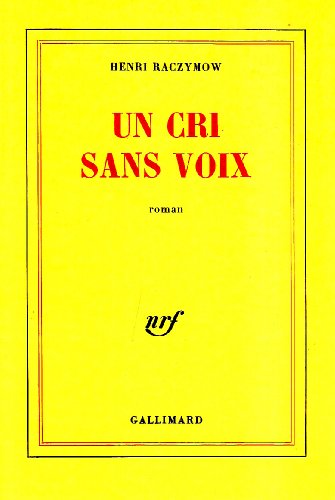 HENRI RACZYMOW
UN CRI
SANS VOIX
roman
nrf
GALLIMARD